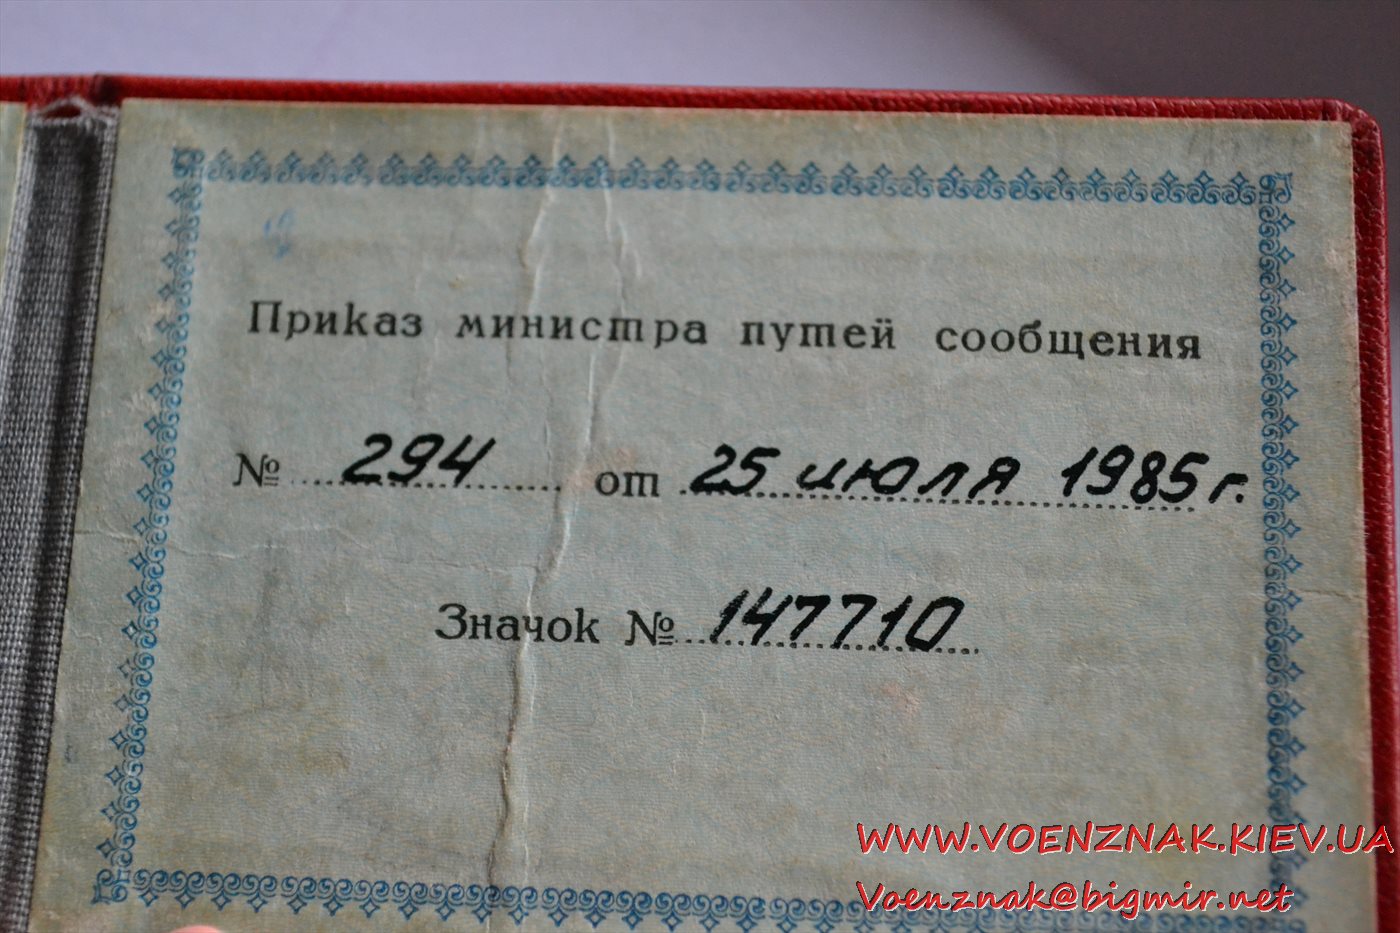 Приказ министра путей сообщения
№ 294 от 25 июля 1985 г.
Значок № 147710
WWW.VOENZNAK.KIEV.UA
Voenznak@bigmir.net